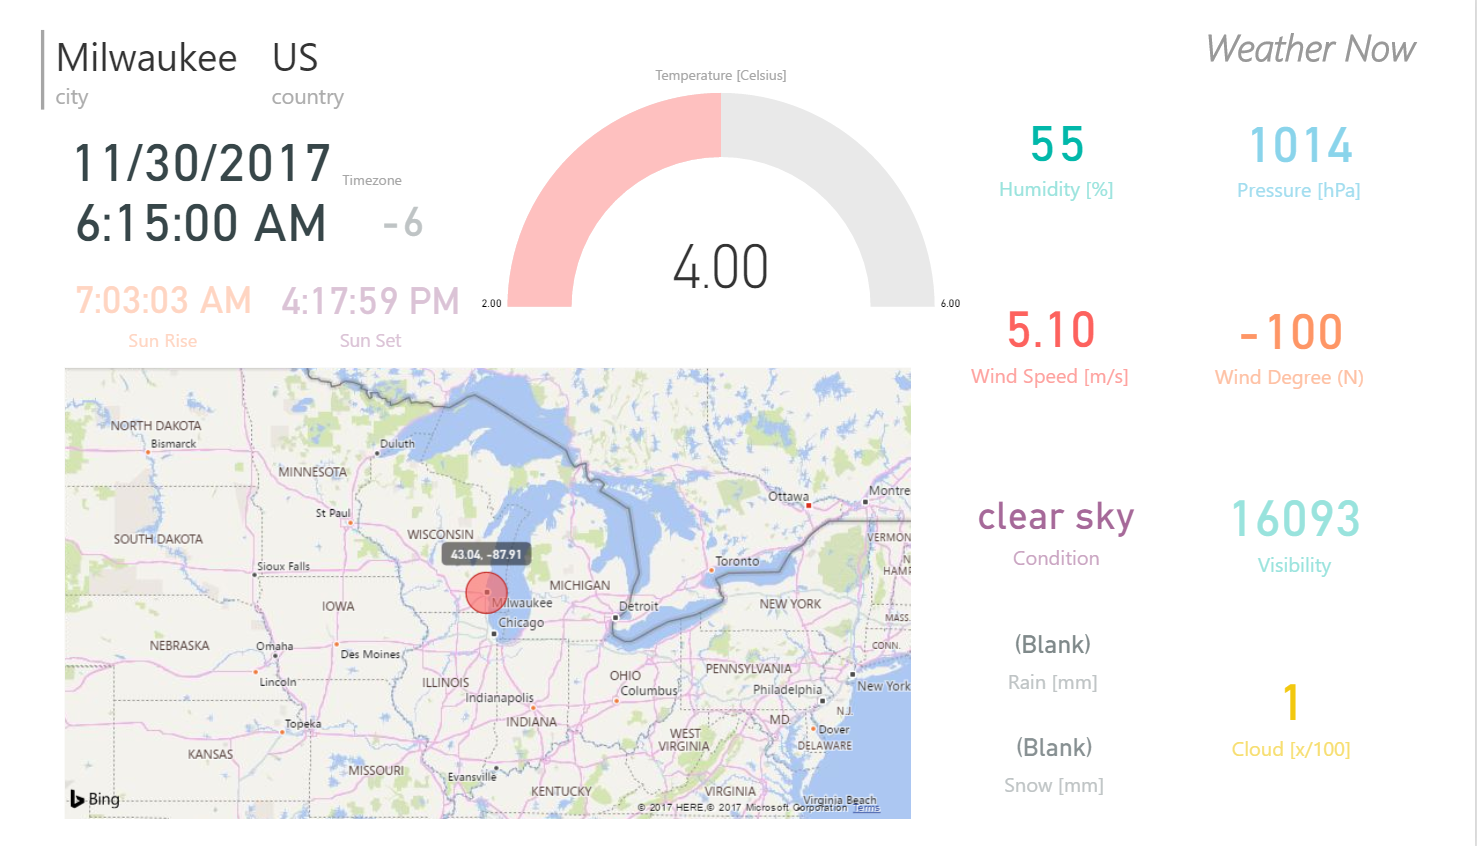 Milwaukee US
city country
Weather Now
11/30/2017
Timezone
6:15:00 AM -6
7:03:03 AM 4:17:59 PM
Sun Rise Sun Set
Temperature [Celsius]
4.00
2.00 6.00
55 1014
Humidity [%] Pressure [hPa]
5.10 -100
Wind Speed [m/s] Wind Degree (N)
clear sky 16093
Condition Visibility
(Blank)
Rain [mm]
1
Cloud [x/100]
(Blank)
Snow [mm]
NORTH DAKOTA
Bismarck
Duluth
MINNESOTA
Ottawa
Montre
St Paul
WISCONSIN
SOUTH DAKOTA
VERMON
43.04, -87.91
Toronto
Sioux Falls
N
HAMP
MICHIGAN
IOWA
Milwaukee
Detroit
NEW YORK
MASS.
Chicago
NEBRASKA
Omaha
CONN.
Des Moines
PENNSYLVANIA
Lincoln
ILLINOIS
OHIO
Indianapolis
Columbus
Philadelphia
New York
N.J
Topeka
INDIANA
MD.
Dover
WEST
VIRGINIA
DELAWARE
KANSAS
MISSOURI
Evansville
KENTUCKY
VIRGINIA
Virginia Beach
Bing
© 2017 HERE, © 2017 Microsoft Corporation Terms